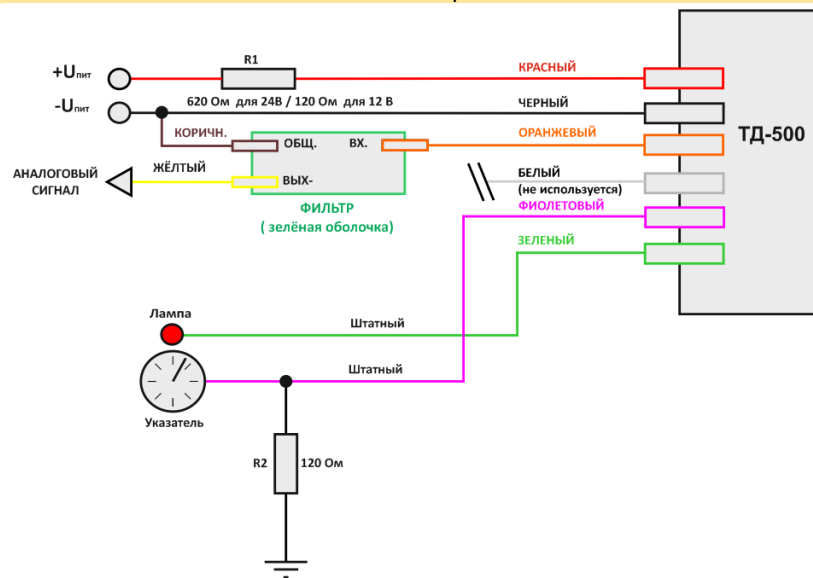 R1
+Uпит
КРАСНЫЙ
-Uпит
620 Ом для 24В / 120 Ом для 12 В
ЧЕРНЫЙ
КОРИЧН.
ОБЩ.
ВХ.
ОРАНЖЕВЫЙ
ТД-500
АНАЛОГОВЫЙ
СИГНАЛ
ЖЁЛТЫЙ
ВЫХ-
БЕЛЫЙ
(не используется)
ФИЛЬТР
( зелёная оболочка)
ФИОЛЕТОВЫЙ
ЗЕЛЕНЫЙ
Лампа
Штатный
Штатный
Указатель
R2
120 Ом